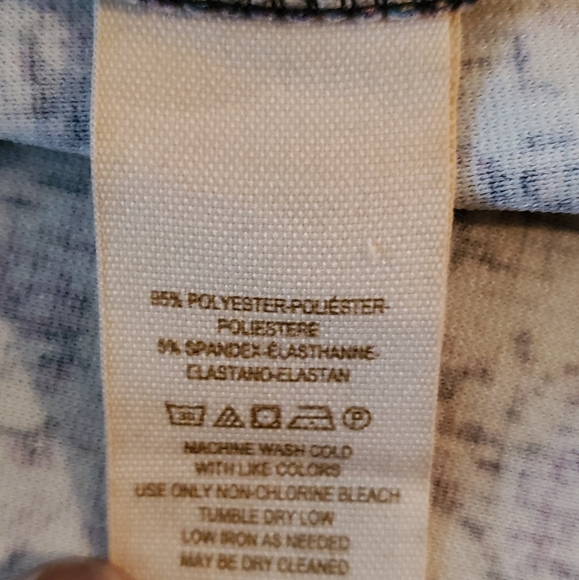 95% POLYESTER-POLIÉSTER-
POLIESTERE
5% SPANDEX-ÉLASTHANNE-
ELASTANO-ELASTAN
30 P
MACHINE WASH COLD
WITH LIKE COLORS
USE ONLY NON-CHLORINE BLEACH
TUMBLE DRY LOW
LOW IRON AS NEEDED
MAY BE DRY CLEANED